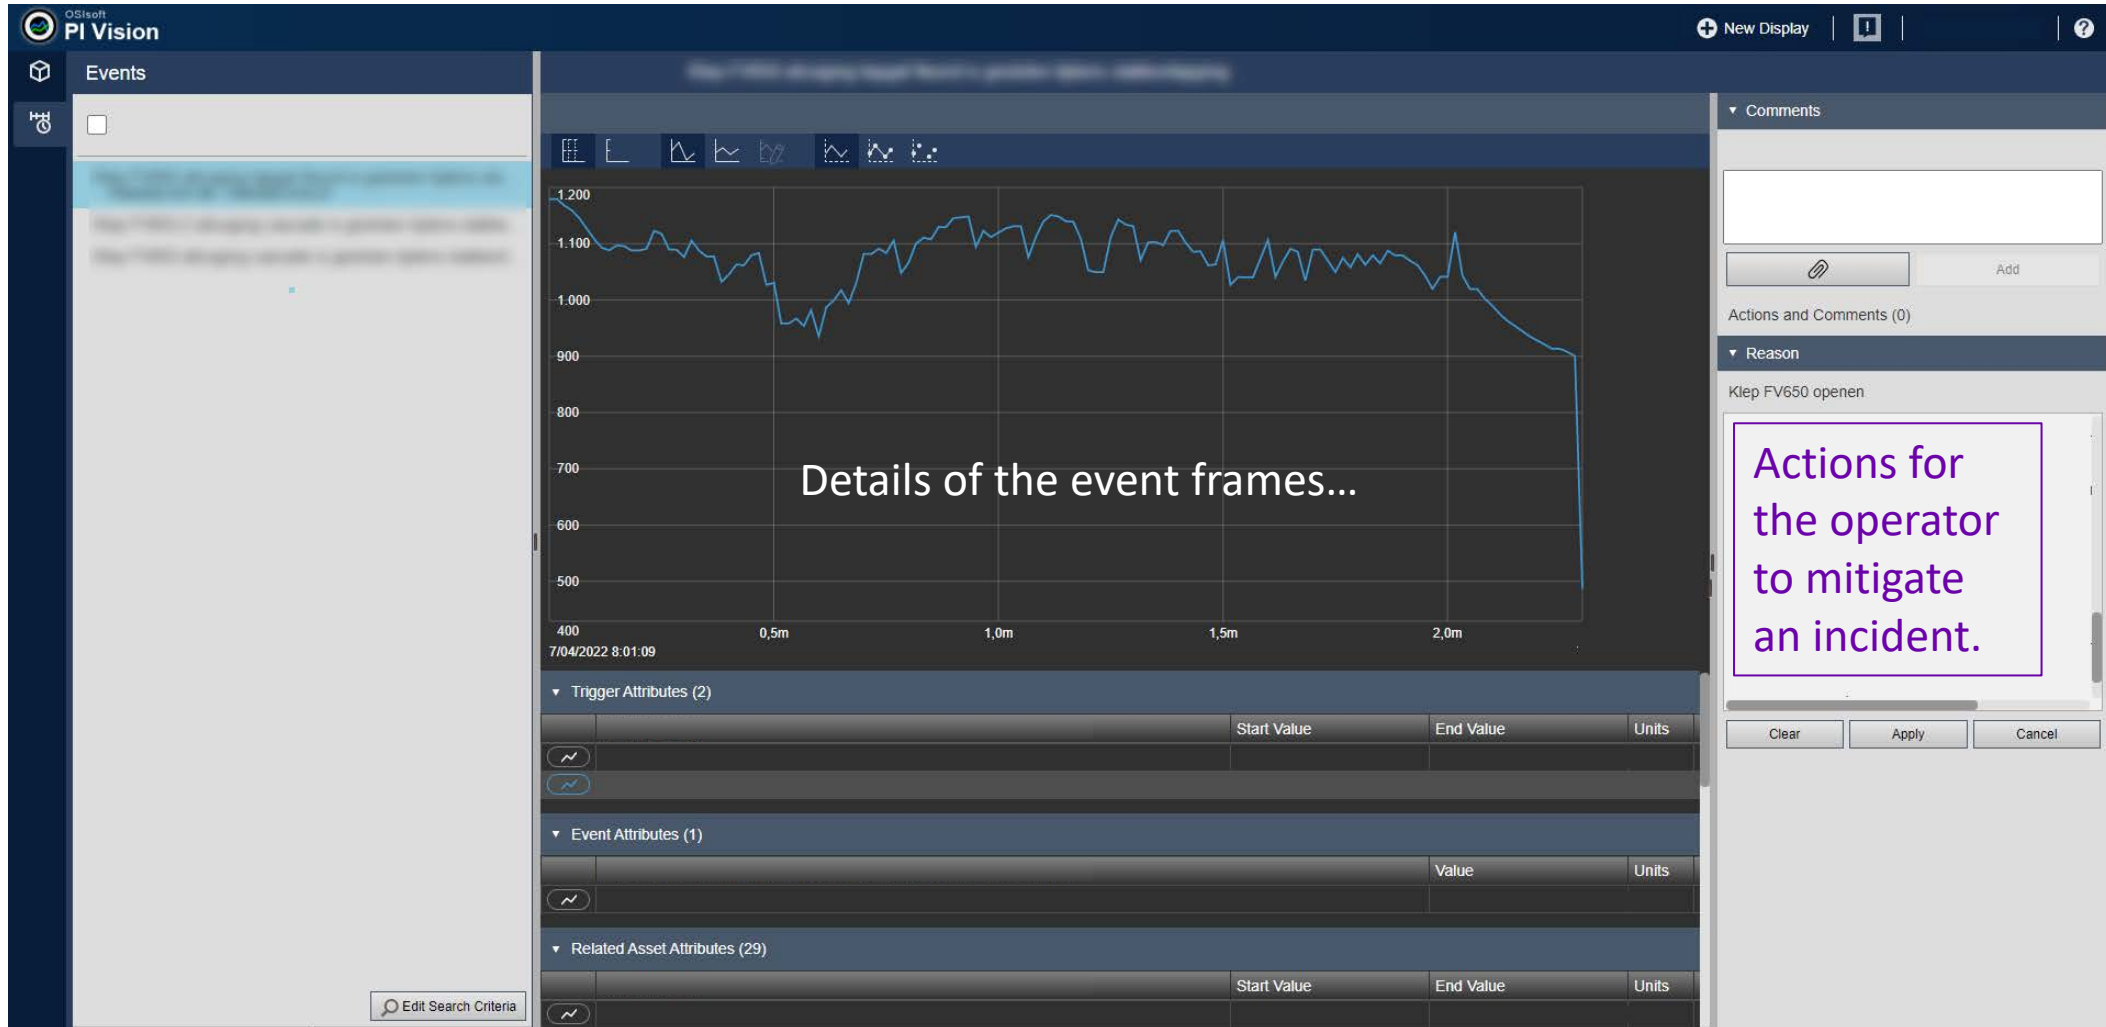 OSIsoft
PI Vision
New Display
Events
Comments
1.200
1.100
1.000
900
800
700
600
500
400
0,5m
1,0m
1,5m
2,0m
7/04/2022 8:01:09
Details of the event frames...
Trigger Attributes (2)
Start Value End Value Units
Event Attributes (1)
Value Units
Related Asset Attributes (29)
Start Value End Value Units
Edit Search Criteria
Add
Actions and Comments (0)
Reason
Klep FV650 openen
Actions for
the operator
to mitigate
an incident.
Clear Apply Cancel